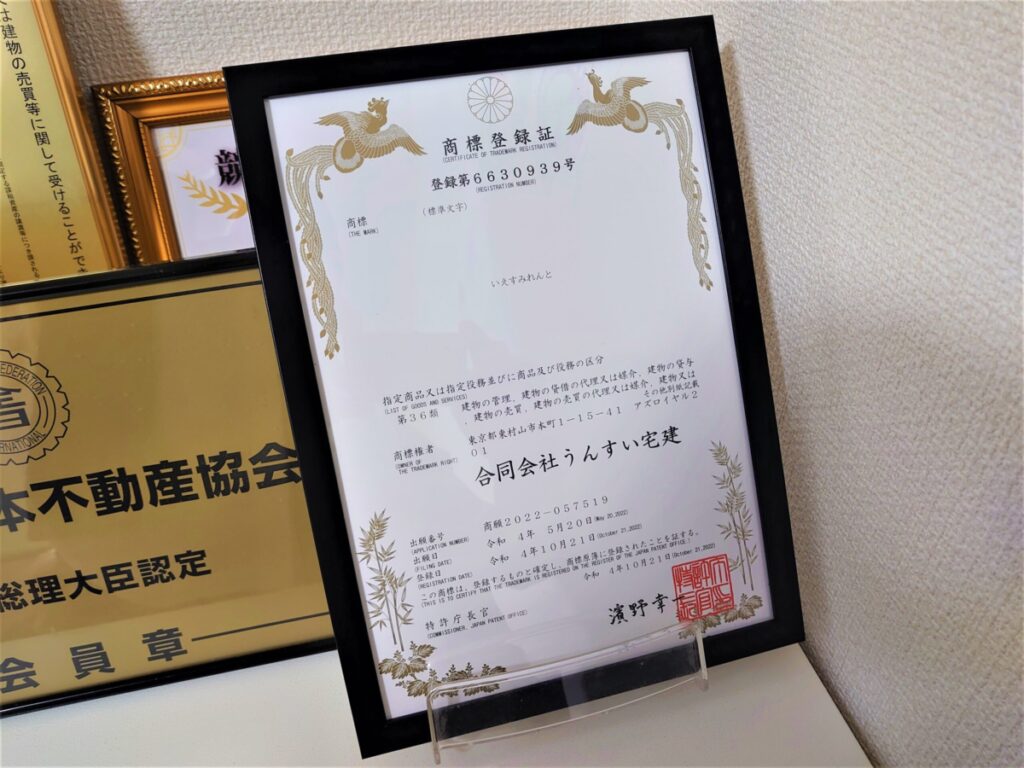 は建物の売買等に関して受けることができ
商標登録証
(CERTIFICATE OF TRADEMARK REGISTRATION)
登録第6630939号
(REGISTRATION NUMBER)
商標
(THE MARK)
(標準文字)
いえすみれんと
指定商品又は指定役務並びに商品及び役務の区分
(LIST OF GOODS AND SERVICES)
第36類
建物の管理,建物の貸借の代理又は媒介,建物の貸与
,建物の売買,建物の売買の代理又は媒介,建物又は
その他別紙記載
商標権者
(OWNER OF THE TRADEMARK RIGHT)
東京都東村山市本町1-15-41 アズロイヤル2
01
合同会社うんすい宅建
出願番号
(APPLICATION NUMBER)
商願2022-057519
出願日
(FILING DATE)
令和 4年 5月20日(May 20,2022)
登録日
(REGISTRATION DATE)
令和 4年10月21日(October 21,2022)
この商標は、登録するものと確定し、商標原簿に登録されたことを証する。
(THIS IS TO CERTIFY THAT THE TRADEMARK IS REGISTERED ON THE REGISTER OF THE JAPAN PATENT OFFICE.)
令和 4年10月21日(October 21,2022)
特許庁長官
(COMMISSIONER, JAPAN PATENT OFFICE)
濱野幸一
FEDERATION
本不動産協会
総理大臣認定
会員章